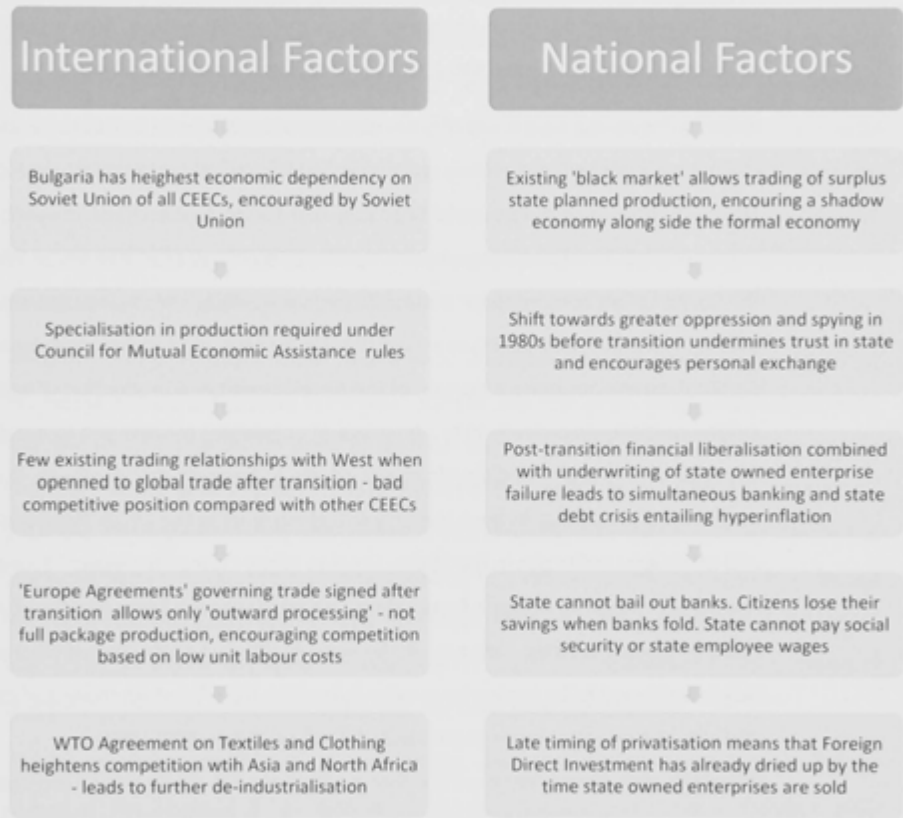 International Factors
Bulgaria has heighest economic dependency on
Soviet Union of all CEECs, encouraged by Soviet
Union
Specialisation in production required under
Council for Mutual Economic Assistance rules
Few existing trading relationships with West when
openned to global trade after transition - bad
competitive position compared with other CEECs
'Europe Agreements' governing trade signed after
transition allows only 'outward processing' - not
full package production, encouraging competition
based on low unit labour costs
WTO Agreement on Textiles and Clothing
heightens competition wtih Asia and North Africa
- leads to further de-industrialisation
National Factors
Existing 'black market' allows trading of surplus
state planned production, encouring a shadow
economy along side the formal economy
Shift towards greater oppression and spying in
1980s before transition undermines trust in state
and encourages personal exchange
Post-transition financial liberalisation combined
with underwriting of state owned enterprise
failure leads to simultaneous banking and state
debt crisis entailing hyperinflation
State cannot bail out banks. Citizens lose their
savings when banks fold. State cannot pay social
security or state employee wages
Late timing of privatisation means that Foreign
Direct Investment has already dried up by the
time state owned enterprises are sold